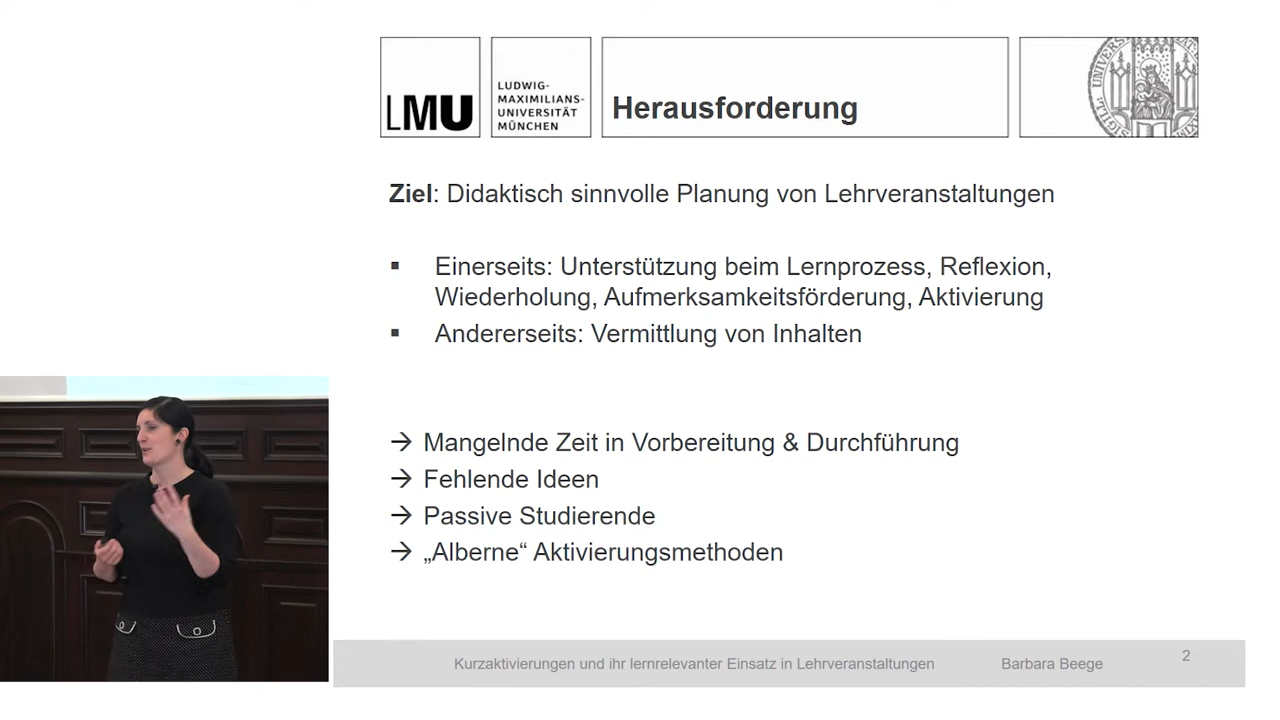 LMU
LUDWIG-
MAXIMILIANS-
UNIVERSITÄT
MÜNCHEN
Herausforderung
Ziel: Didaktisch sinnvolle Planung von Lehrveranstaltungen
▪ Einerseits: Unterstützung beim Lernprozess, Reflexion,
Wiederholung, Aufmerksamkeitsförderung, Aktivierung
▪ Andererseits: Vermittlung von Inhalten
→ Mangelnde Zeit in Vorbereitung & Durchführung
→ Fehlende Ideen
→ Passive Studierende
→ „Alberne“ Aktivierungsmethoden
Kurzaktivierungen und ihr lernrelevanter Einsatz in Lehrveranstaltungen Barbara Beege 2